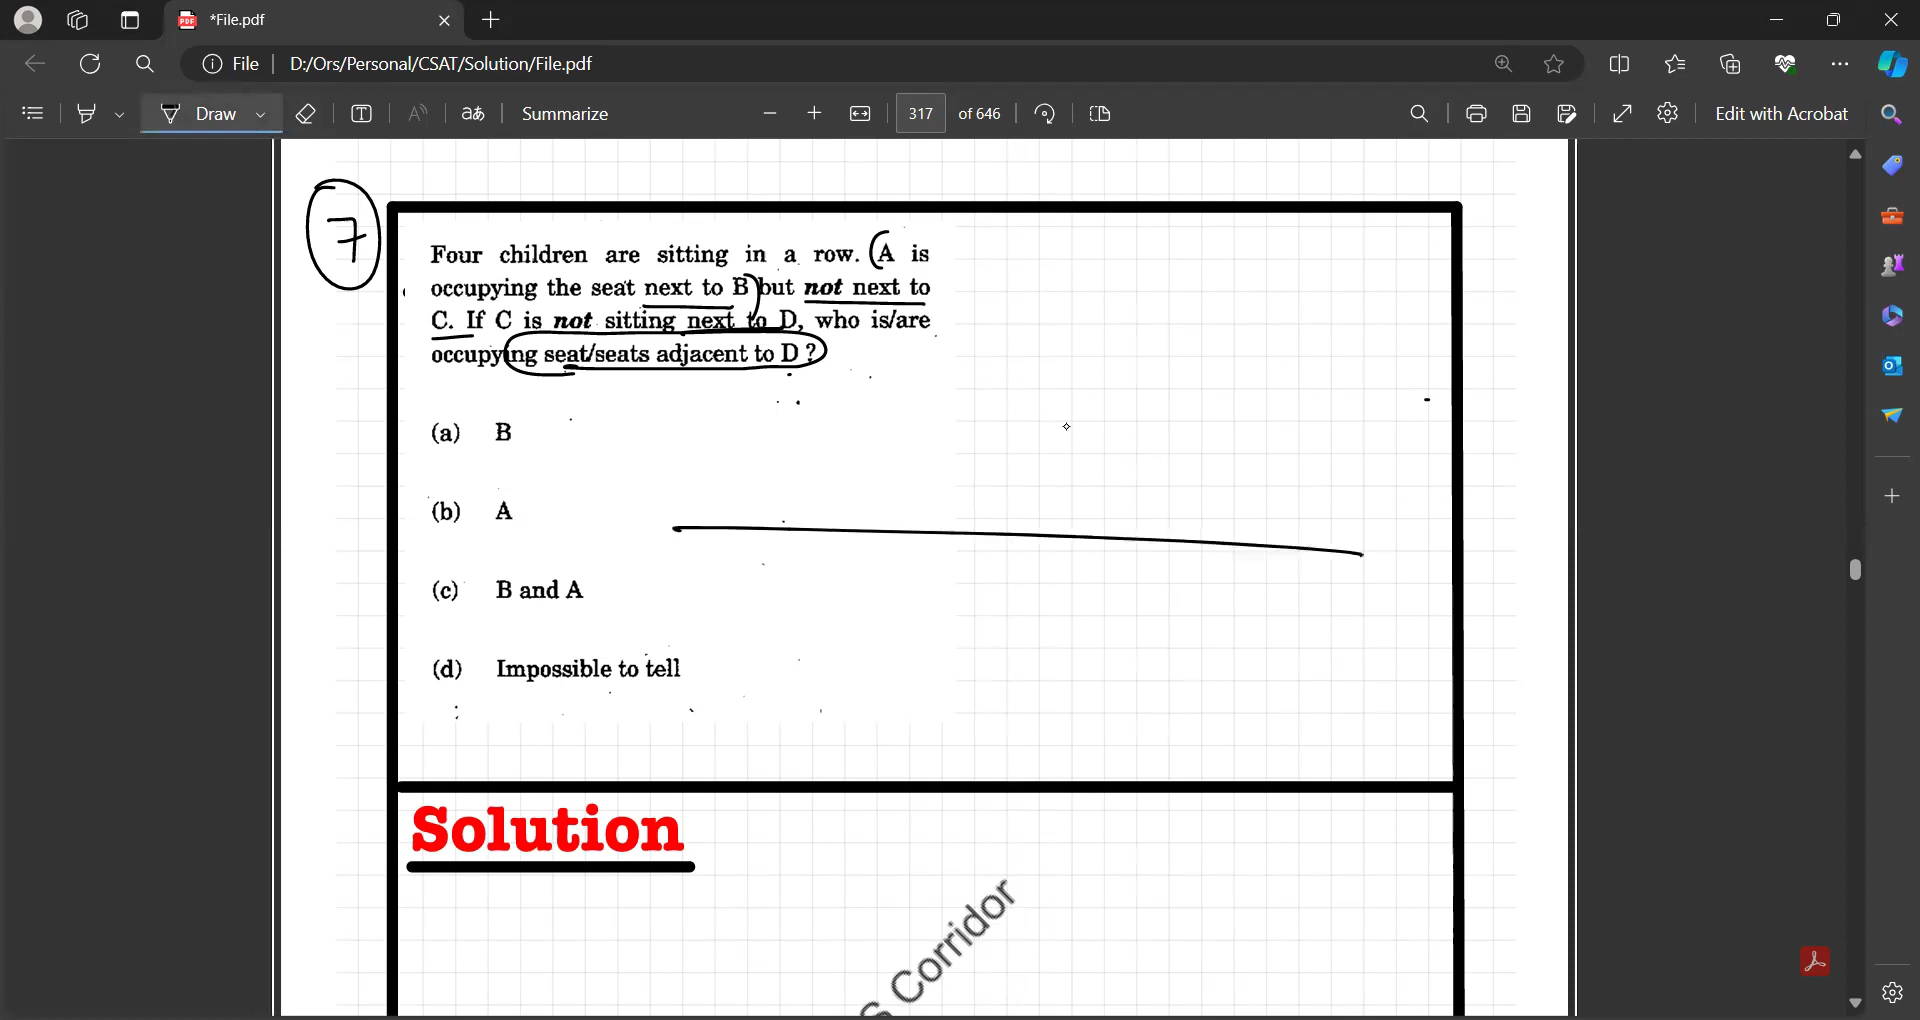 *File.pdf
File
D:/Ors/Personal/CSAT/Solution/File.pdf
Draw
aあ
Summarize
317 of 646
Edit with Acrobat
7
Four children are sitting in a row. (A is
occupying the seat next to B) but not next to
C. If C is not sitting next to D, who is/are
occupying seat/seats adjacent to D ?
(a) B
(b) A
(c) B and A
(d) Impossible to tell
Solution
S Corridor